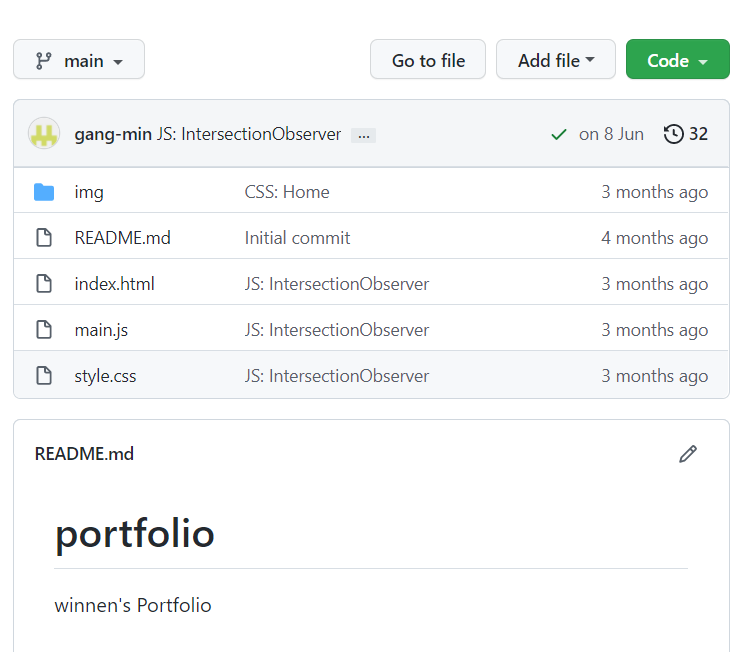 main Go to file Add file Code
gang-min JS: IntersectionObserver ... on 8 Jun 32
img CSS: Home 3 months ago
README.md Initial commit 4 months ago
index.html JS: IntersectionObserver 3 months ago
main.js JS: IntersectionObserver 3 months ago
style.css JS: IntersectionObserver 3 months ago
README.md
portfolio
winnen's Portfolio